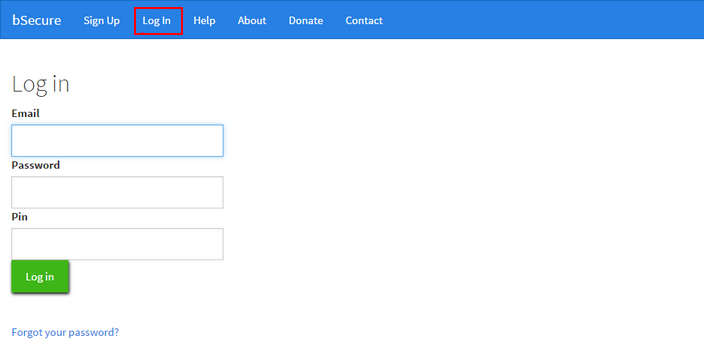 bSecure Sign Up Log In Help About Donate Contact
Log in
Email
Password
Pin
Log in
Forgot your password?